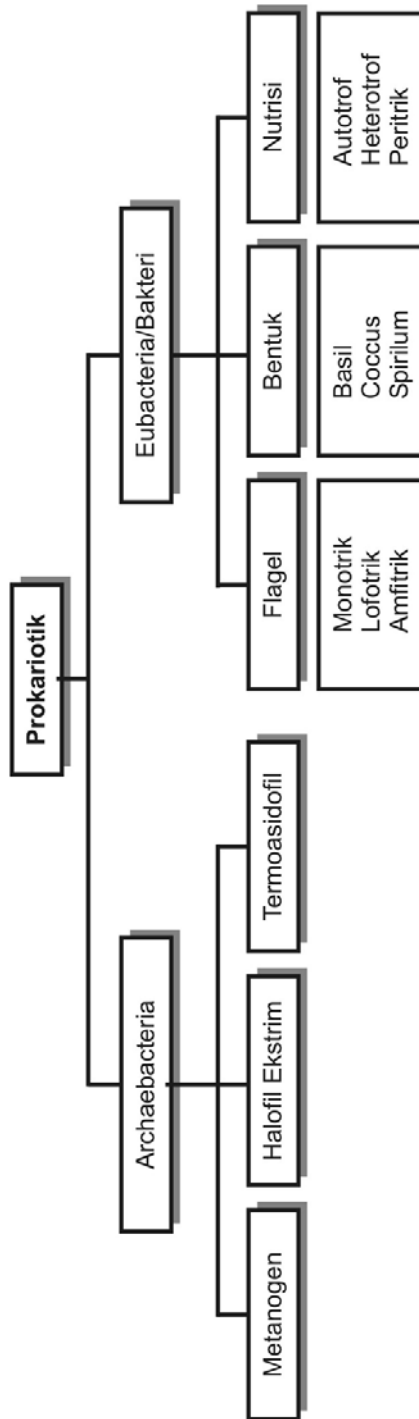 Prokariotik
Archaebacteria
Eubacteria/Bakteri
Metanogen
Halofil Ekstrim
Termoasidofil
Flagel
Bentuk
Nutrisi
Monotrik
Lofotrik
Amfitrik
Basil
Coccus
Spirilum
Autotrof
Heterotrof
Peritrik